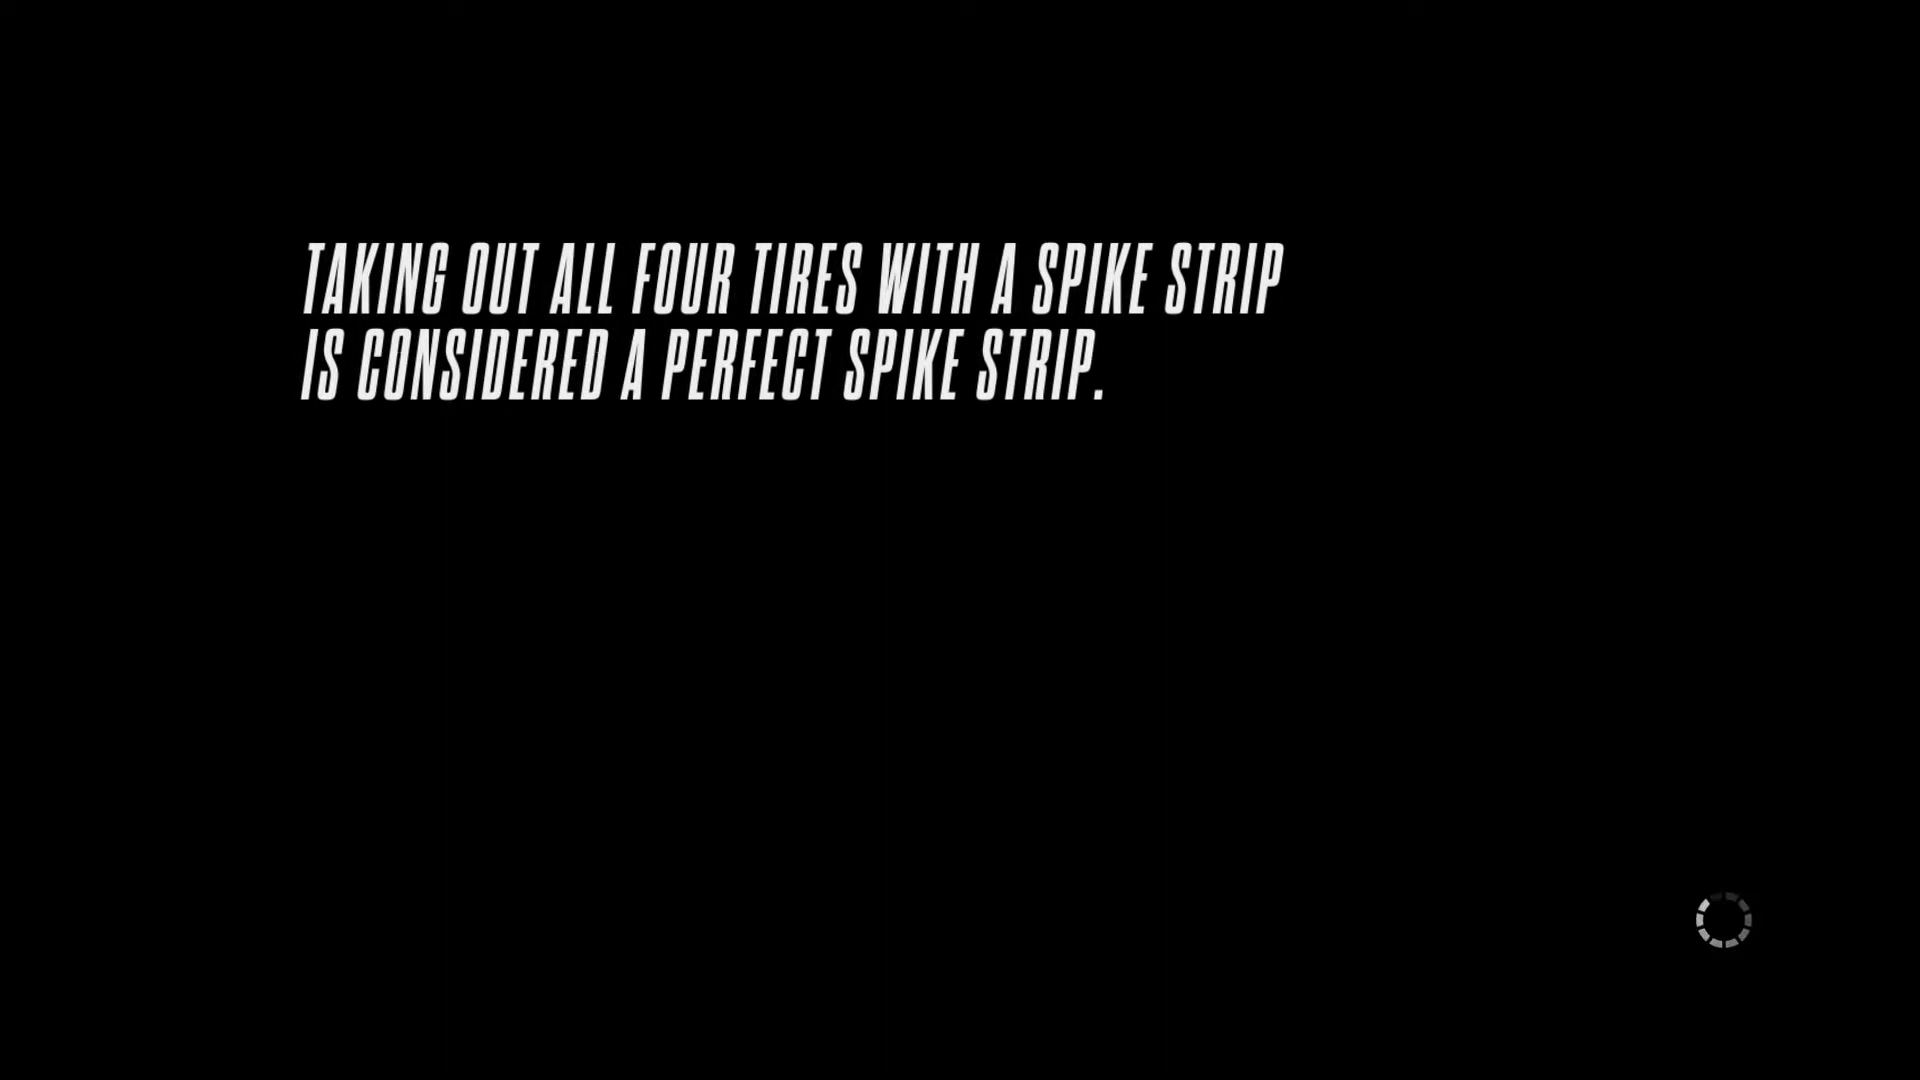 TAKING OUT ALL FOUR TIRES WITH A SPIKE STRIP
IS CONSIDERED A PERFECT SPIKE STRIP.